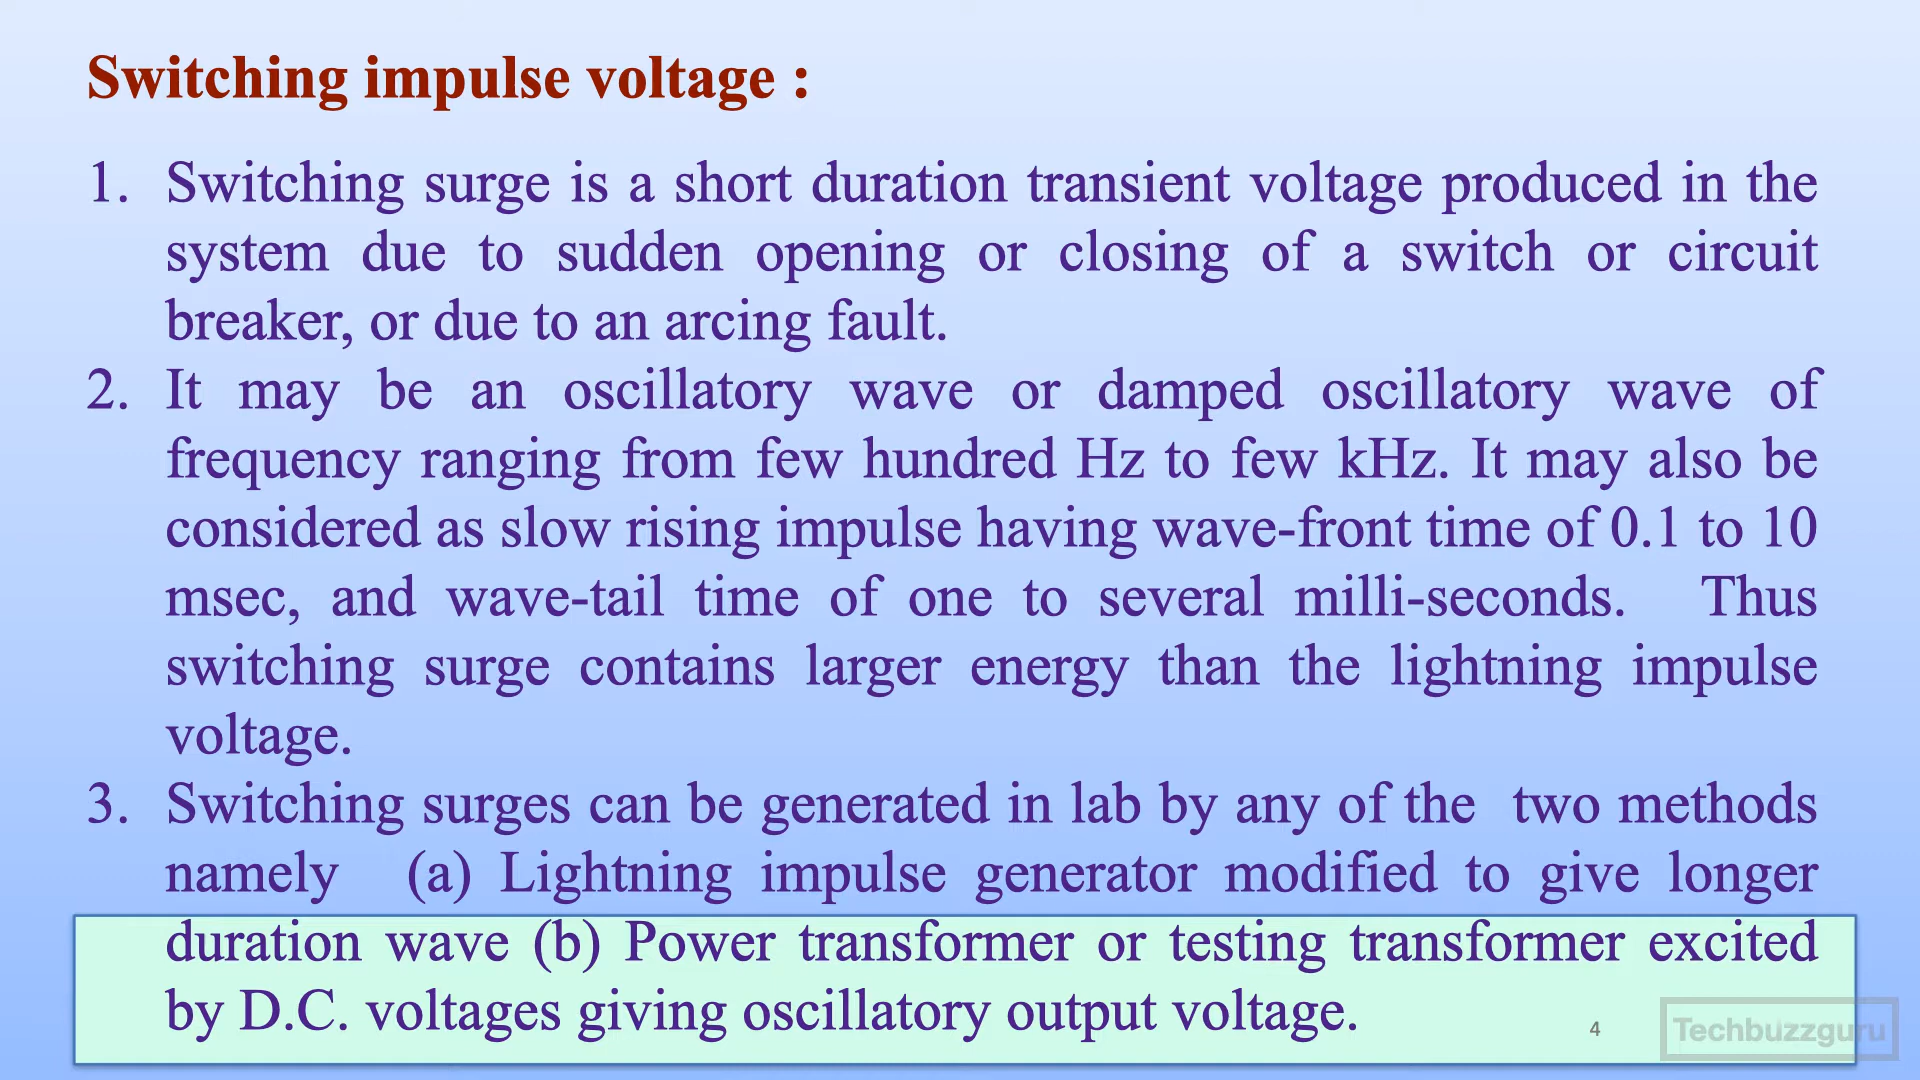 Switching impulse voltage :
1. Switching surge is a short duration transient voltage produced in the
system due to sudden opening or closing of a switch or circuit
breaker, or due to an arcing fault.
2. It may be an oscillatory wave or damped oscillatory wave of
frequency ranging from few hundred Hz to few kHz. It may also be
considered as slow rising impulse having wave-front time of 0.1 to 10
msec, and wave-tail time of one to several milli-seconds. Thus
switching surge contains larger energy than the lightning impulse
voltage.
3. Switching surges can be generated in lab by any of the two methods
namely (a) Lightning impulse generator modified to give longer
duration wave (b) Power transformer or testing transformer excited
by D.C. voltages giving oscillatory output voltage.
4
Techbuzzguru